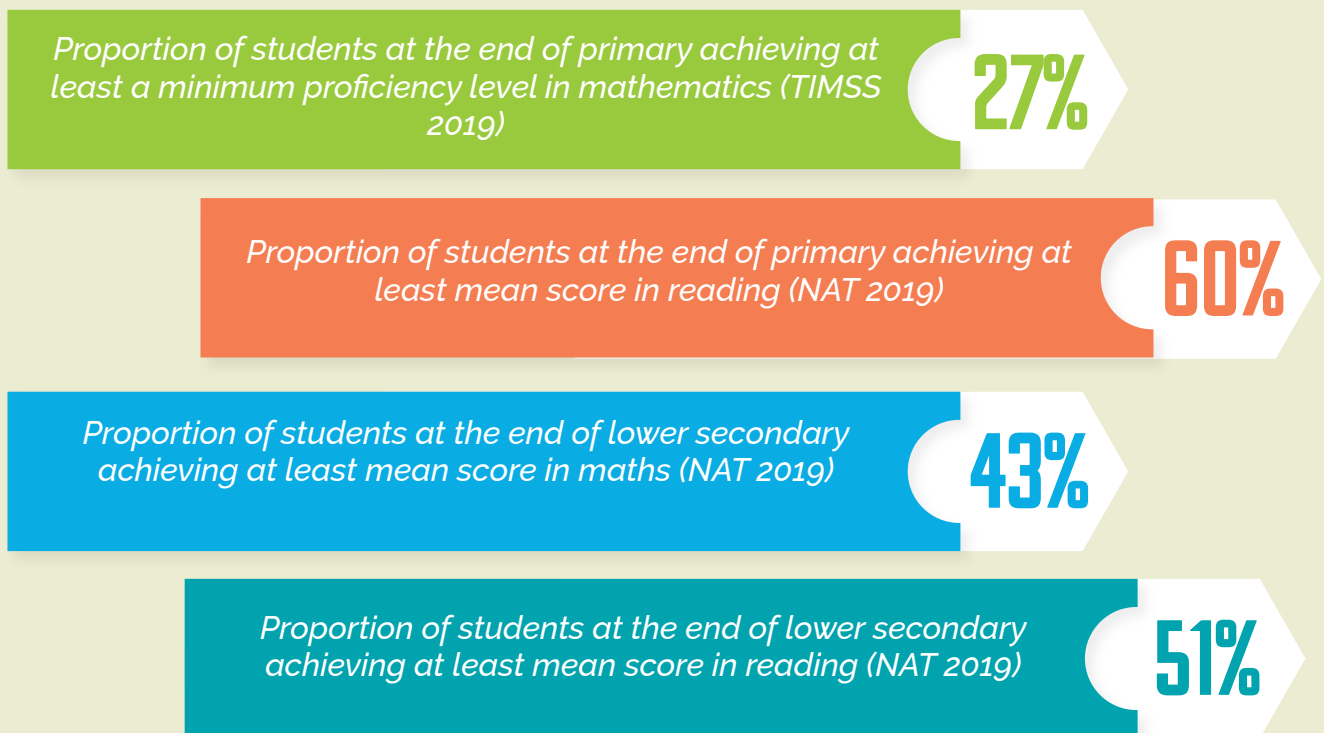 Proportion of students at the end of primary achieving at
least a minimum proficiency level in mathematics (TIMSS
2019)
27%
Proportion of students at the end of primary achieving at
least mean score in reading (NAT 2019)
60%
Proportion of students at the end of lower secondary
achieving at least mean score in maths (NAT 2019)
43%
Proportion of students at the end of lower secondary
achieving at least mean score in reading (NAT 2019)
51%